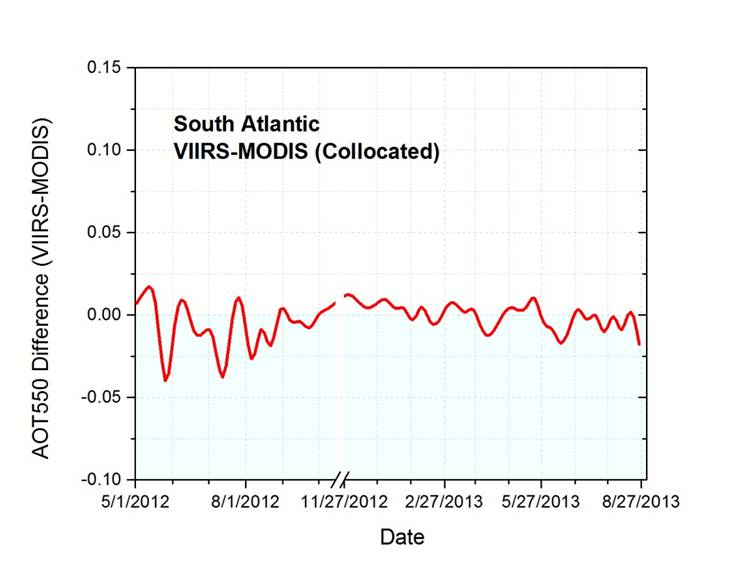 0.15
South Atlantic
VIIRS-MODIS (Collocated)
0.10
0.05
0.00
-0.05
-0.10
AOT550 Difference (VIIRS-MODIS)
5/1/2012 8/1/2012 11/27/2012 2/27/2013 5/27/2013 8/27/2013
Date